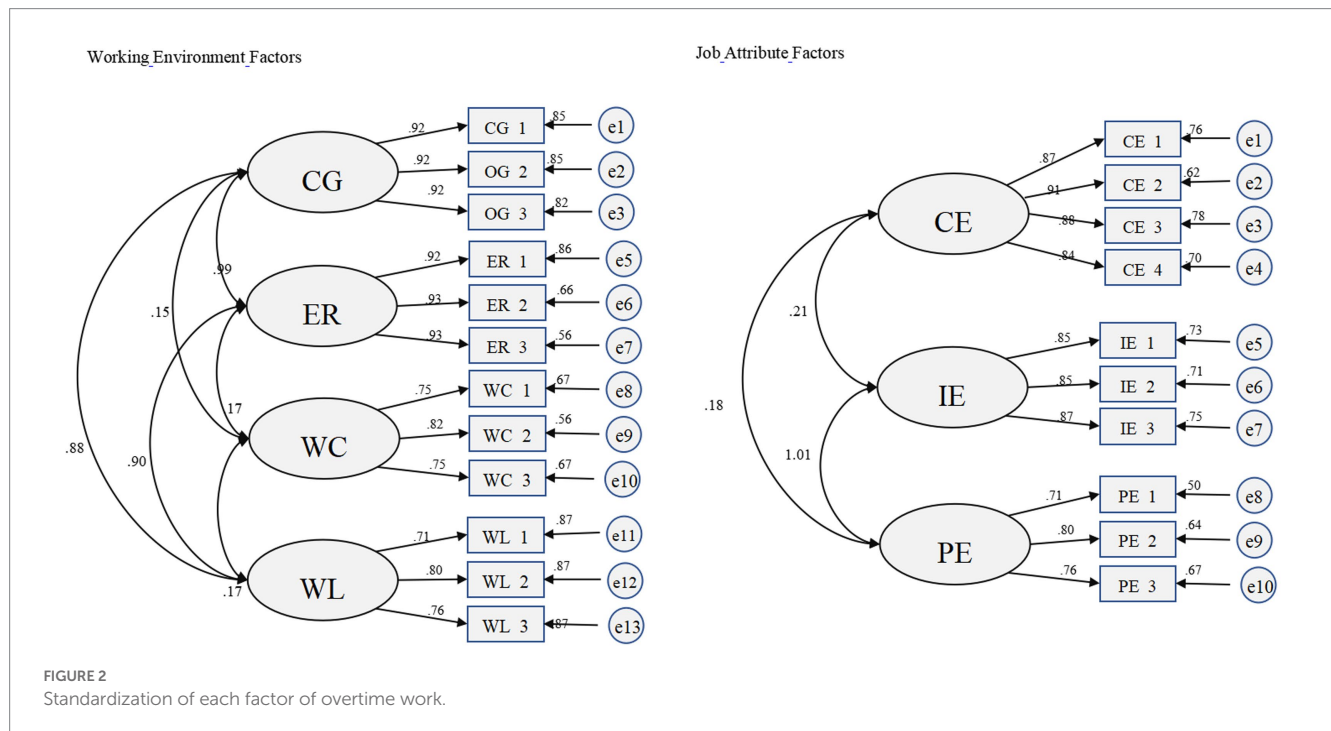 Working Environment Factors
Job Attribute Factors
.92
CG 1
.85
e1
.92
OG 2
.85
e2
CG
.92
OG 3
.82
e3
.99
.92
ER 1
.86
e5
ER
.93
ER 2
.66
e6
.15
.93
ER 3
.56
e7
.17
.75
WC 1
.67
e8
WC
.82
WC 2
.56
e9
.75
WC 3
.67
e10
.88
.90
.71
WL 1
.87
e11
WL
.80
WL 2
.87
e12
.17
.76
WL 3
.87
e13
.87
CE 1
.76
e1
.91
CE 2
.62
e2
CE
.88
CE 3
.78
e3
.84
CE 4
.70
e4
.21
.85
IE 1
.73
e5
IE
.85
IE 2
.71
e6
.87
IE 3
.75
e7
.18
1.01
.71
PE 1
.50
e8
PE
.80
PE 2
.64
e9
.76
PE 3
.67
e10
FIGURE 2
Standardization of each factor of overtime work.